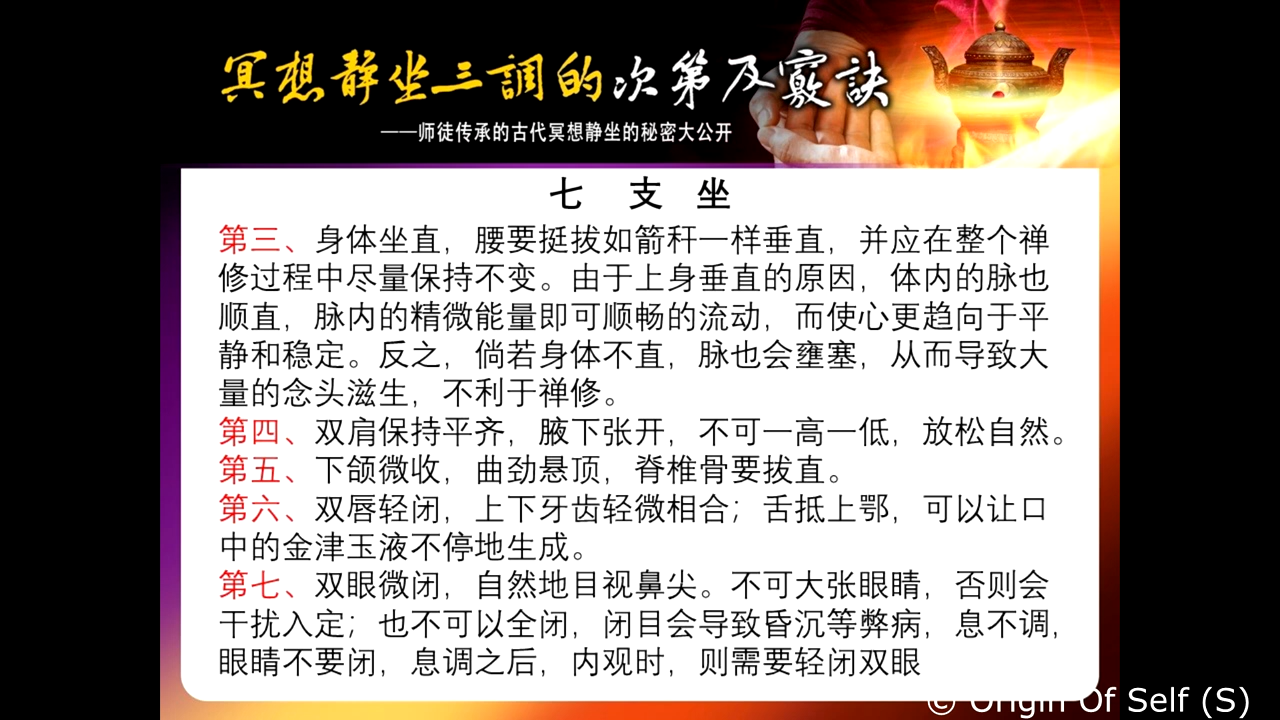 冥想静坐三調的次第及竅訣
——师徒传承的古代冥想静坐的秘密大公开
七 支 坐
第三、身体坐直，腰要挺拔如箭秆一样垂直，并应在整个禅
修过程中尽量保持不变。由于上身垂直的原因，体内的脉也
顺直，脉内的精微能量即可顺畅的流动，而使心更趋向于平
静和稳定。反之，倘若身体不直，脉也会壅塞，从而导致大
量的念头滋生，不利于禅修。
第四、双肩保持平齐，腋下张开，不可一高一低，放松自然。
第五、下颌微收，曲劲悬顶，脊椎骨要拔直。
第六、双唇轻闭，上下牙齿轻微相合；舌抵上鄂，可以让口
中的金津玉液不停地生成。
第七、双眼微闭，自然地目视鼻尖。不可大张眼睛，否则会
干扰入定；也不可以全闭，闭目会导致昏沉等弊病，息不调，
眼睛不要闭，息调之后，内观时，则需要轻闭双眼
© Origin Of Self (S)